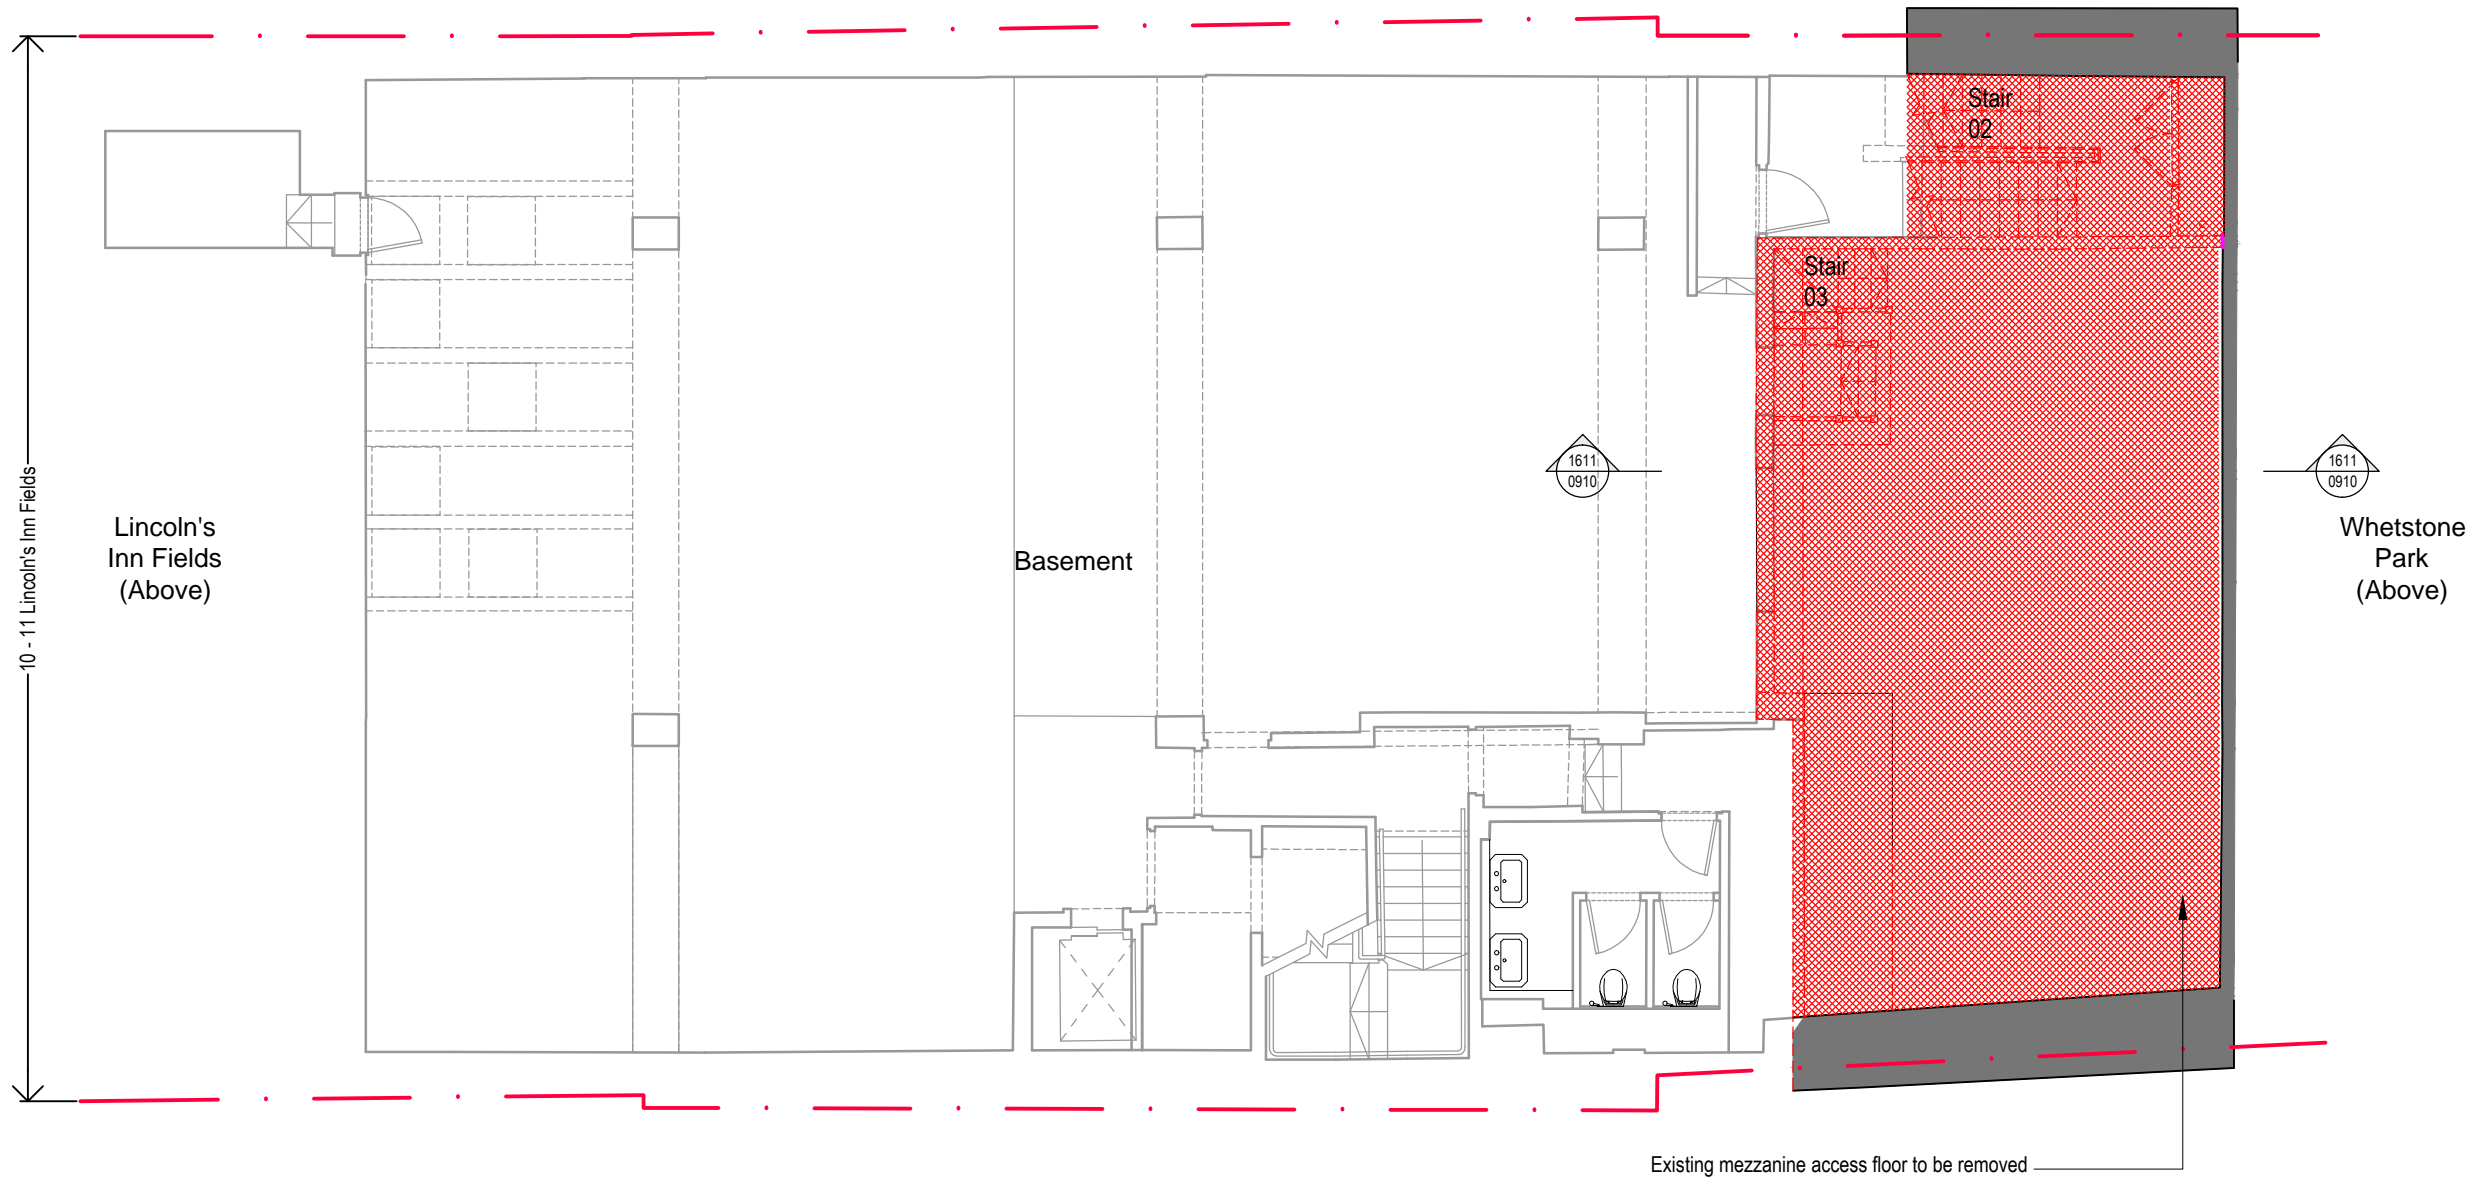 Stair
02
Stair
03
10 - 11 Lincoln's Inn Fields
Lincoln's
Inn Fields
(Above)
Basement
1611
0910
1611
0910
Whetstone
Park
(Above)
Existing mezzanine access floor to be removed